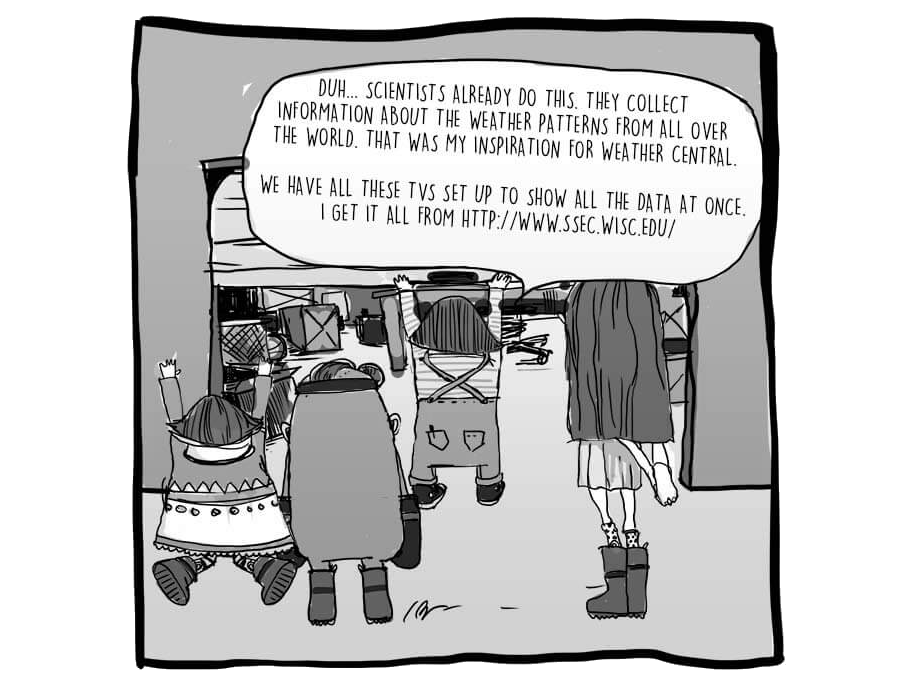 DUH... SCIENTISTS ALREADY DO THIS. THEY COLLECT
INFORMATION ABOUT THE WEATHER PATTERNS FROM ALL OVER
THE WORLD. THAT WAS MY INSPIRATION FOR WEATHER CENTRAL.
WE HAVE ALL THESE TVS SET UP TO SHOW ALL THE DATA AT ONCE.
I GET IT ALL FROM HTTP://WWW.SSEC.WISC.EDU/